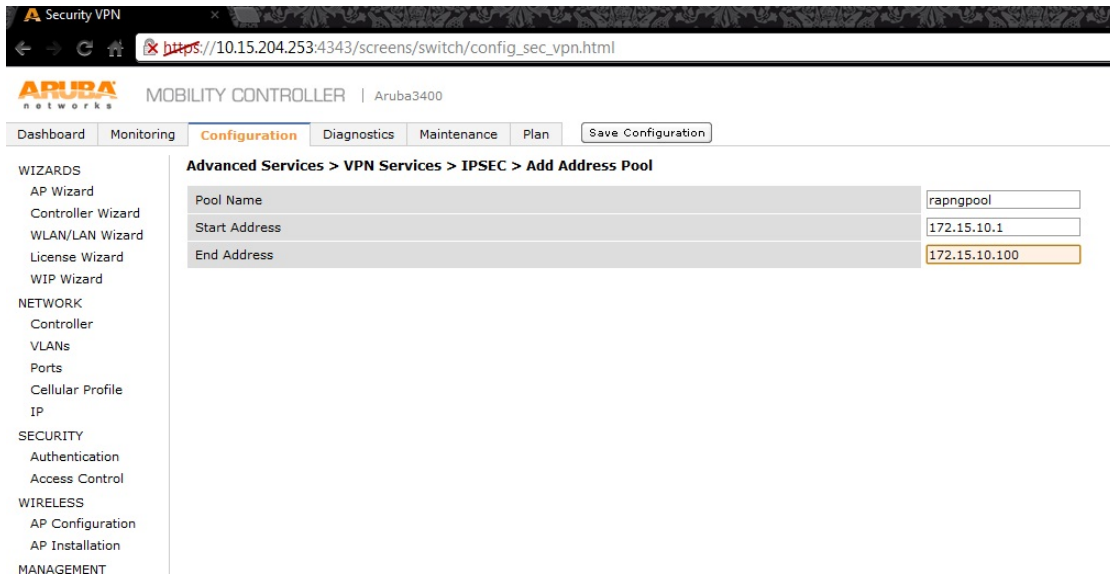 Security VPN ×
https://10.15.204.253:4343/screens/switch/config_sec_vpn.html
ARUBA
networks
MOBILITY CONTROLLER | Aruba3400
Dashboard Monitoring Configuration Diagnostics Maintenance Plan Save Configuration
WIZARDS
AP Wizard
Controller Wizard
WLAN/LAN Wizard
License Wizard
WIP Wizard
NETWORK
Controller
VLANs
Ports
Cellular Profile
IP
SECURITY
Authentication
Access Control
WIRELESS
AP Configuration
AP Installation
MANAGEMENT
Advanced Services > VPN Services > IPSEC > Add Address Pool
Pool Name rapngpool
Start Address 172.15.10.1
End Address 172.15.10.100